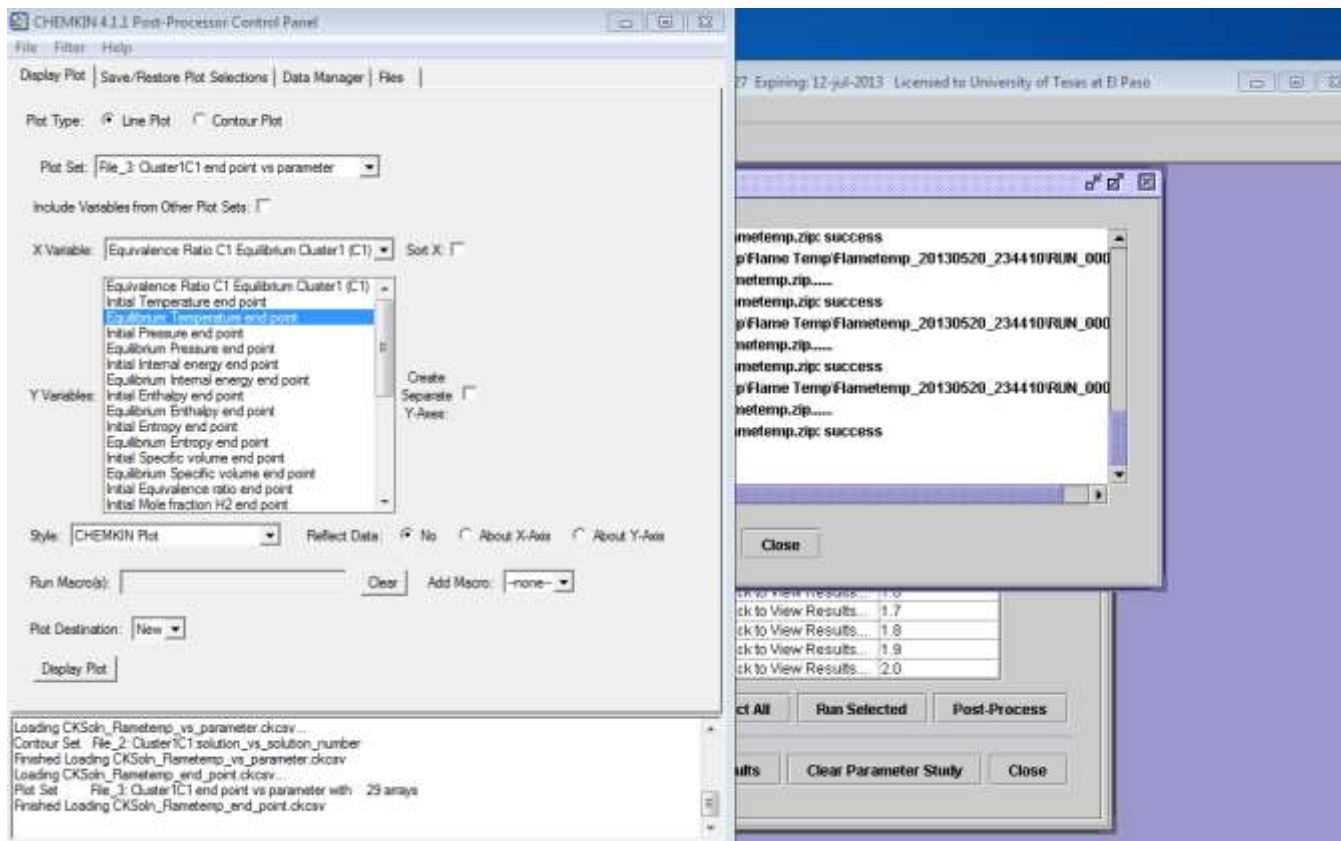 CHEMKIN 4.1.1 Post-Processor Control Panel
File Filter Help
Display Plot Save/Restore Plot Selections Data Manager Files
Plot Type: Line Plot Contour Plot
Plot Set: File_3: Cluster1C1 end point vs parameter
Include Variables from Other Plot Sets:
X Variable: Equivalence Ratio C1 Equilibrium Cluster1 (C1) Sort X:
Equivalence Ratio C1 Equilibrium Cluster1 (C1)
Initial Temperature end point
Equilibrium Temperature end point
Initial Pressure end point
Equilibrium Pressure end point
Initial Internal energy end point
Equilibrium Internal energy end point
Y Variables: Initial Enthalpy end point
Equilibrium Enthalpy end point
Initial Entropy end point
Equilibrium Entropy end point
Initial Specific volume end point
Equilibrium Specific volume end point
Initial Equivalence ratio end point
Initial Mole fraction H2 end point
Create
Separate
Y-Axes:
Style: CHEMKIN Plot Reflect Data: No About X-Axis About Y-Axis
Run Macro(s): Clear Add Macro: --none--
Plot Destination: New
Display Plot
Loading CKSoln_Flametemp_vs_parameter.ckcsv...
Contour Set File_2: Cluster1C1 solution_vs_solution_number
Finished Loading CKSoln_Flametemp_vs_parameter.ckcsv
Loading CKSoln_Flametemp_end_point.ckcsv...
Plot Set File_3: Cluster1C1 end point vs parameter with 29 arrays
Finished Loading CKSoln_Flametemp_end_point.ckcsv
27 Expiring: 12-jul-2013 Licensed to University of Texas at El Paso
ametemp.zip: success
p\Flame Temp\Flametemp_20130520_234410\RUN_000
metemp.zip.....
ametemp.zip: success
p\Flame Temp\Flametemp_20130520_234410\RUN_000
metemp.zip.....
ametemp.zip: success
p\Flame Temp\Flametemp_20130520_234410\RUN_000
metemp.zip.....
ametemp.zip: success
Close
ck to View Results... 1.6
ck to View Results... 1.7
ck to View Results... 1.8
ck to View Results... 1.9
ck to View Results... 2.0
ct All Run Selected Post-Process
ults Clear Parameter Study Close